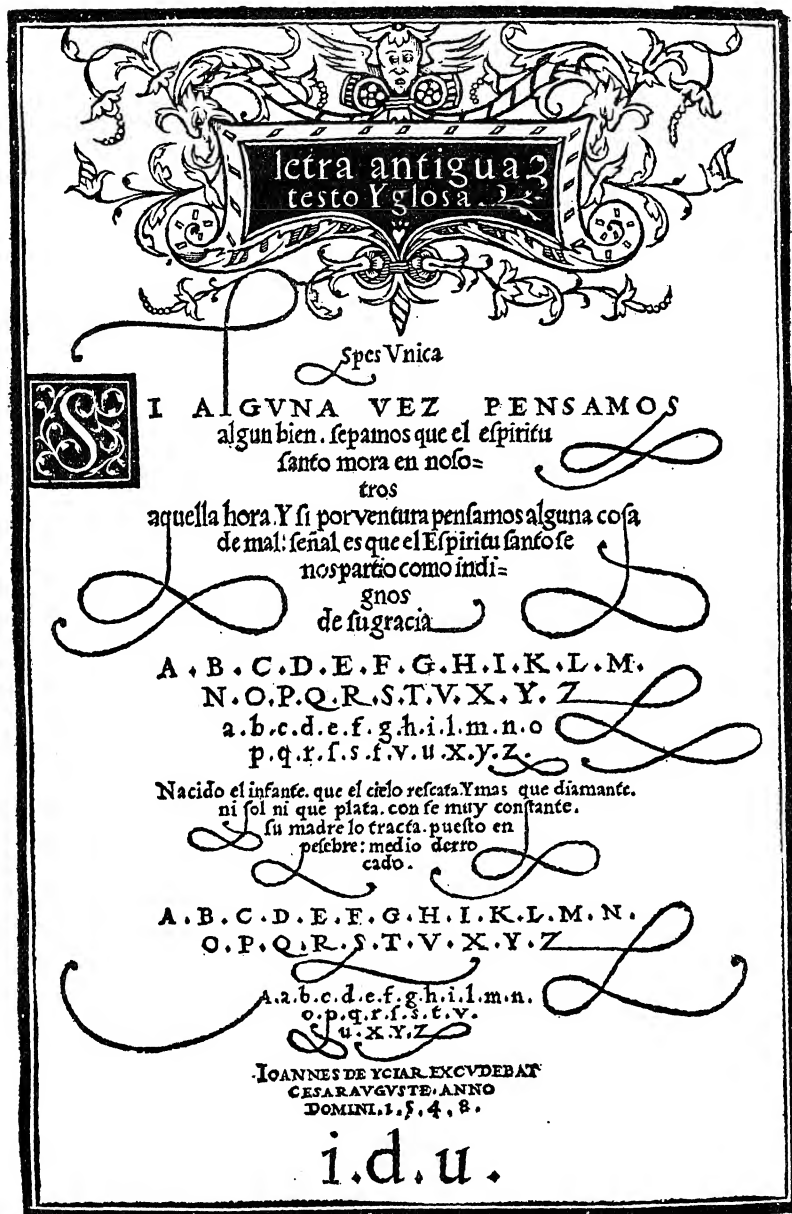 letra antigua
testo Y glosa.
Spes Vnica
SI ALGVNA VEZ PENSAMOS
algun bien. ſepamos que el eſpiritu
ſanto mora en noſo=
tros
aquella hora. Y ſi por ventura penſamos alguna coſa
de mal: ſeñal es que el Eſpiritu ſanto ſe
nos partio como indi=
gnos
de ſu gracia
A.B.C.D.E.F.G.H.I.K.L.M.
N.O.P.Q.R.S.T.V.X.Y.Z
a.b.c.d.e.f.g.h.i.l.m.n.o
p.q.r.ſ.s.t.v.u.x.y.z.
Nacido el infante. que el cielo reſcata. Y mas que diamante.
ni ſol ni que plata. con fe muy conſtante.
ſu madre lo tracta. pueſto en
peſebre: medio derro
cado.
A.B.C.D.E.F.G.H.I.K.L.M.N.
O.P.Q.R.S.T.V.X.Y.Z
A.a.b.c.d.e.f.g.h.i.l.m.n.
o.p.q.r.ſ.s.t.v.
u.X.Y.Z
.IOANNES DE YCIAR EXCVDEBAT
CESARAVGVSTE. ANNO
DOMINI.1.5.4.8.
i.d.u.